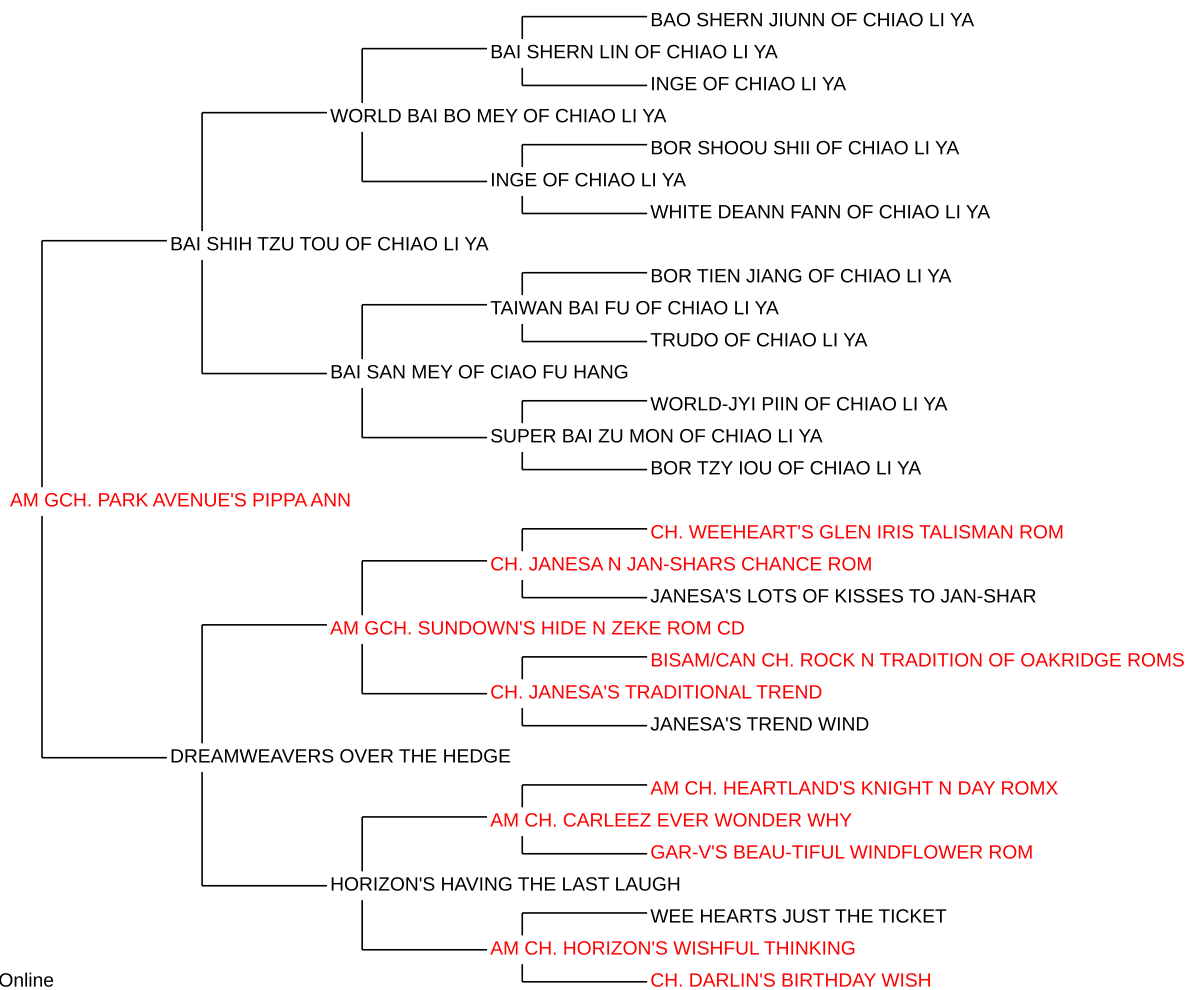 BAO SHERN JIUNN OF CHIAO LI YA
BAI SHERN LIN OF CHIAO LI YA
INGE OF CHIAO LI YA
WORLD BAI BO MEY OF CHIAO LI YA
BOR SHOOU SHII OF CHIAO LI YA
INGE OF CHIAO LI YA
WHITE DEANN FANN OF CHIAO LI YA
BAI SHIH TZU TOU OF CHIAO LI YA
BOR TIEN JIANG OF CHIAO LI YA
TAIWAN BAI FU OF CHIAO LI YA
TRUDO OF CHIAO LI YA
BAI SAN MEY OF CIAO FU HANG
WORLD-JYI PIIN OF CHIAO LI YA
SUPER BAI ZU MON OF CHIAO LI YA
BOR TZY IOU OF CHIAO LI YA
AM GCH. PARK AVENUE'S PIPPA ANN
CH. WEEHEART'S GLEN IRIS TALISMAN ROM
CH. JANESA N JAN-SHARS CHANCE ROM
JANESA'S LOTS OF KISSES TO JAN-SHAR
AM GCH. SUNDOWN'S HIDE N ZEKE ROM CD
BISAM/CAN CH. ROCK N TRADITION OF OAKRIDGE ROMS
CH. JANESA'S TRADITIONAL TREND
JANESA'S TREND WIND
DREAMWEAVERS OVER THE HEDGE
AM CH. HEARTLAND'S KNIGHT N DAY ROMX
AM CH. CARLEEZ EVER WONDER WHY
GAR-V'S BEAU-TIFUL WINDFLOWER ROM
HORIZON'S HAVING THE LAST LAUGH
WEE HEARTS JUST THE TICKET
AM CH. HORIZON'S WISHFUL THINKING
CH. DARLIN'S BIRTHDAY WISH
Online